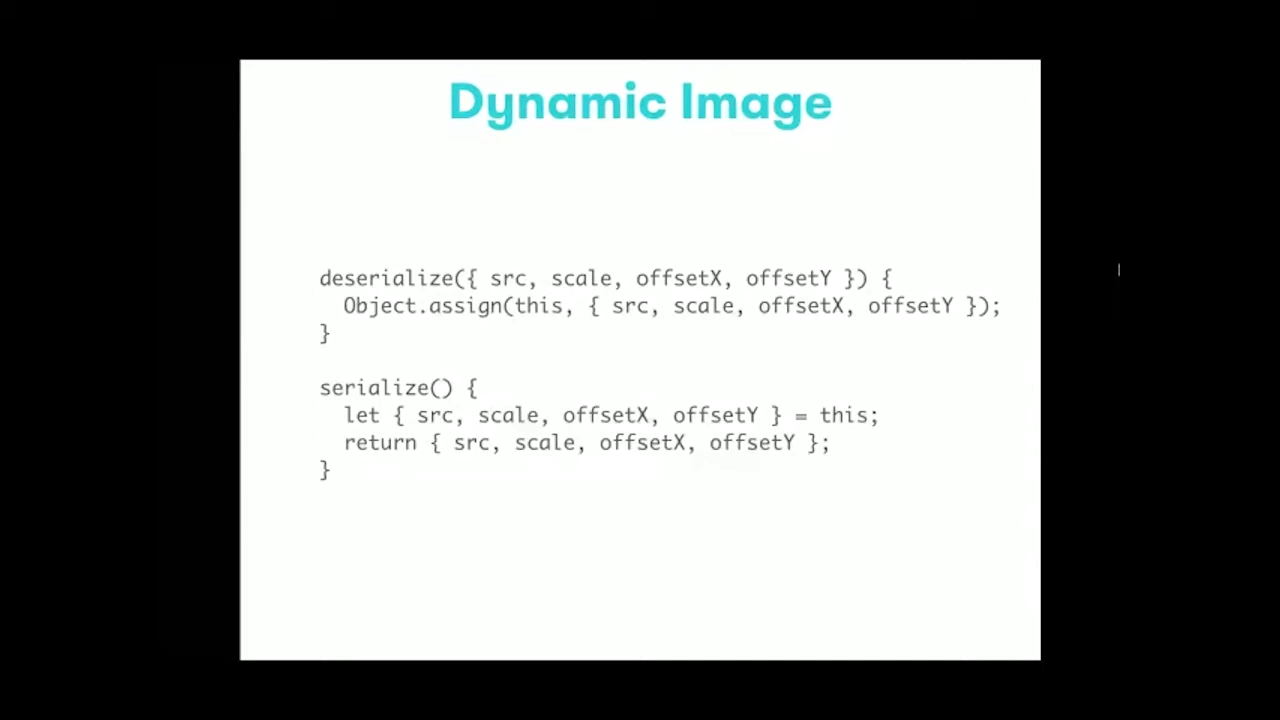 Dynamic Image
deserialize({ src, scale, offsetX, offsetY }) {
  Object.assign(this, { src, scale, offsetX, offsetY });
}
serialize() {
  let { src, scale, offsetX, offsetY } = this;
  return { src, scale, offsetX, offsetY };
}